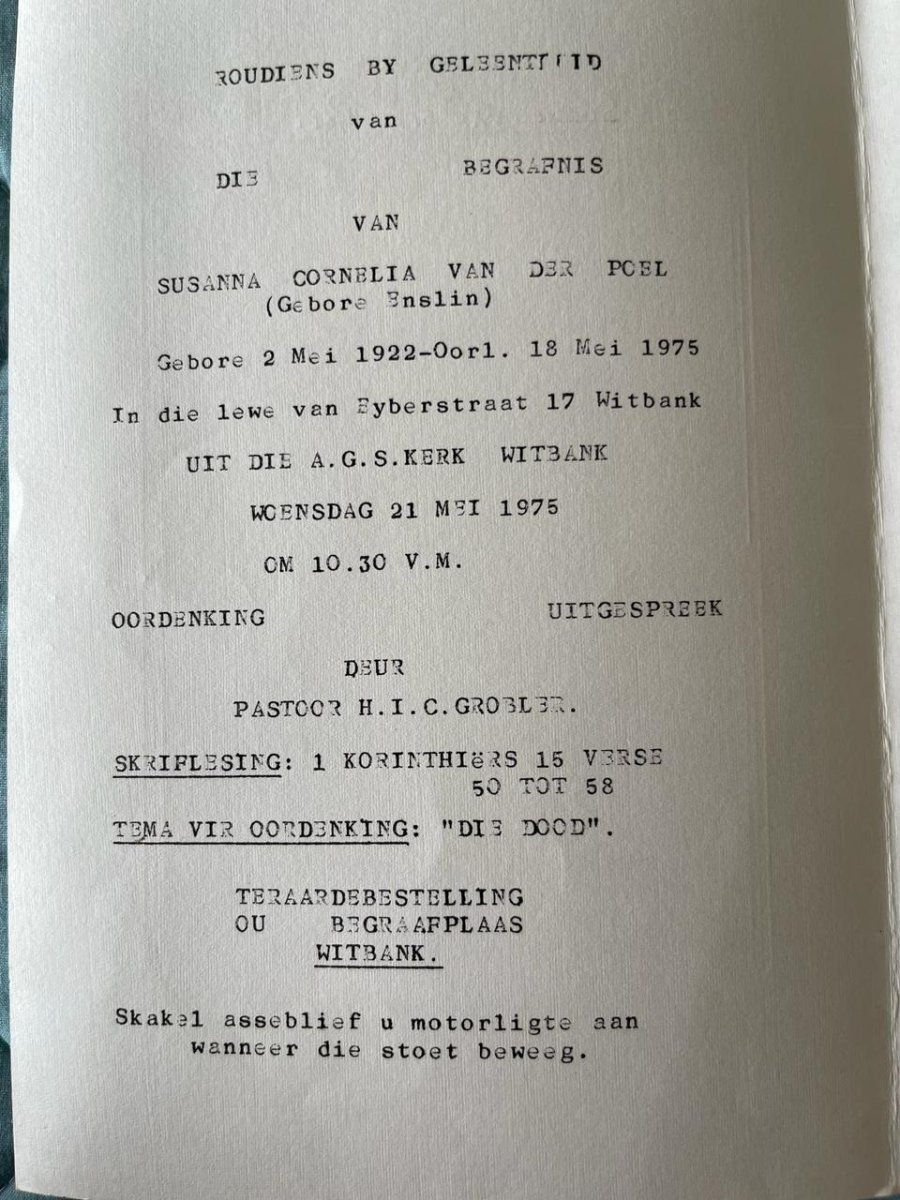 ROUDIENS BY GELEENTHEID
van
DIE BEGRAFNIS
VAN
SUSANNA CORNELIA VAN DER POEL
(Gebore Enslin)
Gebore 2 Mei 1922-Oorl. 18 Mei 1975
In die lewe van Eyberstraat 17 Witbank
UIT DIE A.G.S.KERK WITBANK
WOENSDAG 21 MEI 1975
OM 10.30 V.M.
OORDENKING UITGESPREEK
DEUR
PASTOOR H.I.C.GROBLER.
SKRIFLESING: 1 KORINTHIëRS 15 VERSE
50 TOT 58
TEMA VIR OORDENKING: "DIE DOOD".
TERAARDEBESTELLING
OU BEGRAAFPLAAS
WITBANK.
Skakel asseblief u motorligte aan
wanneer die stoet beweeg.